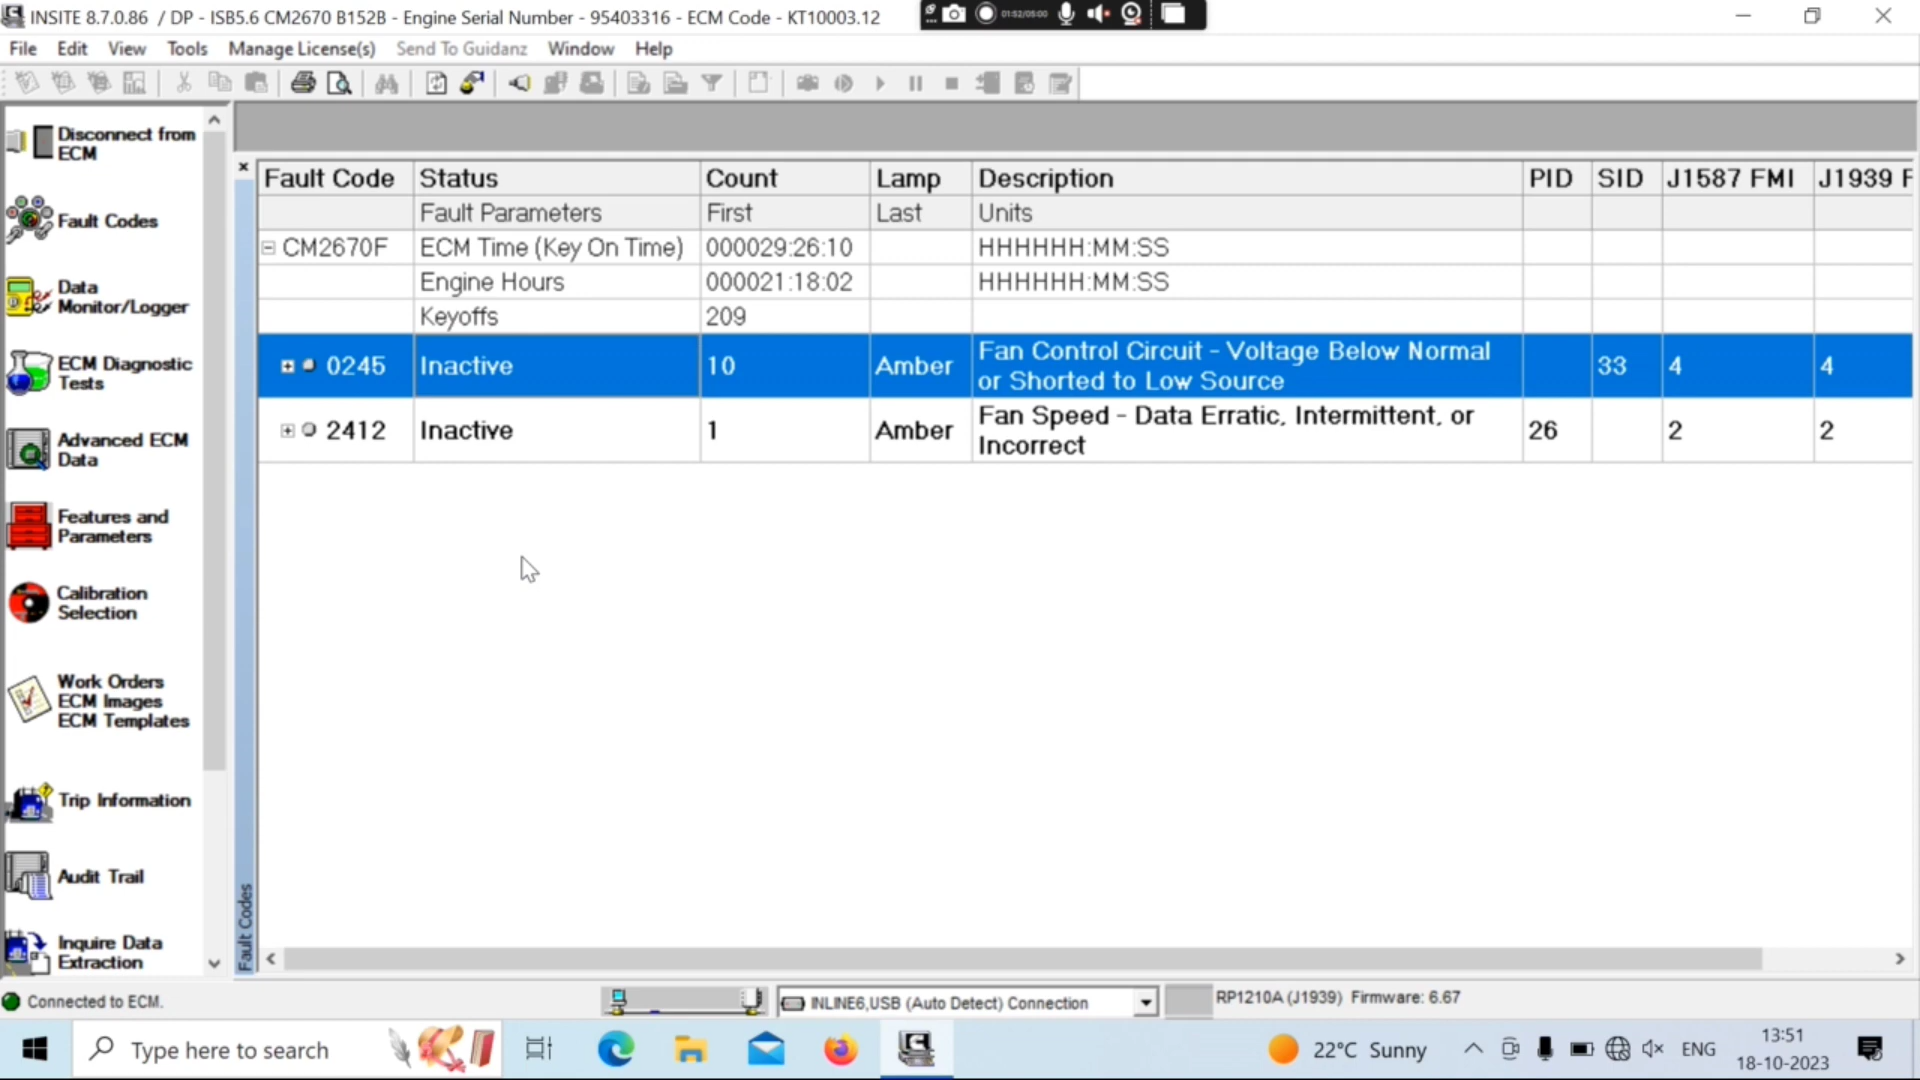 INSITE 8.7.0.86 / DP - ISB5.6 CM2670 B152B - Engine Serial Number - 95403316 - ECM Code - KT10003.12
01:52/05:00
File Edit View Tools Manage License(s) Send To Guidanz Window Help
Disconnect from
ECM
Fault Codes
Data
Monitor/Logger
ECM Diagnostic
Tests
Advanced ECM
Data
Features and
Parameters
Calibration
Selection
Work Orders
ECM Images
ECM Templates
Trip Information
Audit Trail
Inquire Data
Extraction
Fault Codes
Fault Code Status Count Lamp Description PID SID J1587 FMI J1939 F
Fault Parameters First Last Units
CM2670F ECM Time (Key On Time) 000029:26:10 HHHHHH:MM:SS
Engine Hours 000021:18:02 HHHHHH:MM:SS
Keyoffs 209
0245 Inactive 10 Amber Fan Control Circuit - Voltage Below Normal
or Shorted to Low Source 33 4 4
2412 Inactive 1 Amber Fan Speed - Data Erratic, Intermittent, or
Incorrect 26 2 2
Connected to ECM.
INLINE6,USB (Auto Detect) Connection
RP1210A (J1939) Firmware: 6.67
Type here to search
22°C Sunny
ENG
13:51
18-10-2023